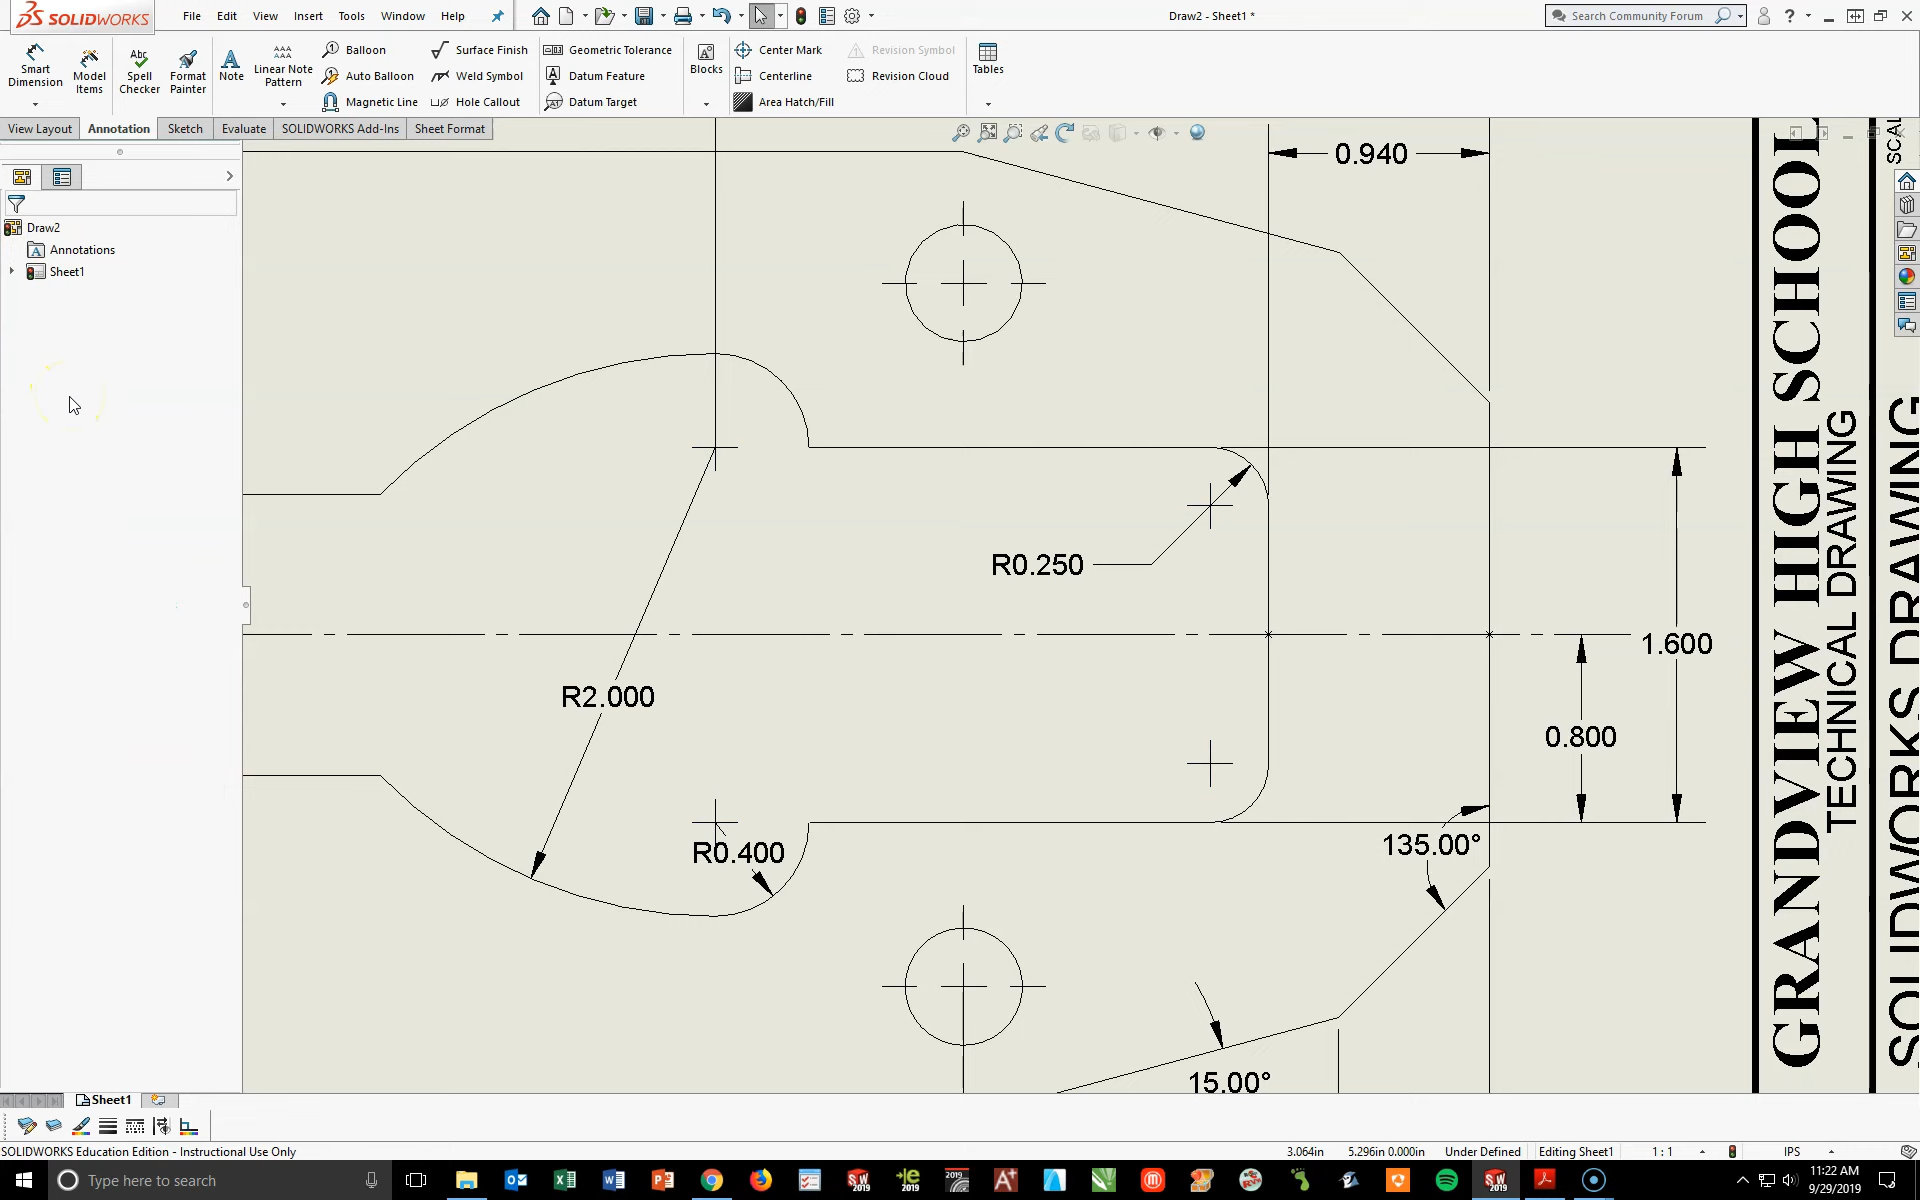 SOLIDWORKS
File Edit View Insert Tools Window Help
Draw2 - Sheet1 *
Search Community Forum
Smart Dimension
Model Items
Spell Checker
Format Painter
Note
Linear Note Pattern
Balloon
Auto Balloon
Magnetic Line
Surface Finish
Weld Symbol
Hole Callout
Geometric Tolerance
Datum Feature
Datum Target
Blocks
Center Mark
Centerline
Area Hatch/Fill
Revision Symbol
Revision Cloud
Tables
View Layout Annotation Sketch Evaluate SOLIDWORKS Add-Ins Sheet Format
Draw2
Annotations
Sheet1
0.940
R0.250
R2.000
R0.400
1.600
0.800
135.00°
15.00°
GRANDVIEW HIGH SCHOOL
TECHNICAL DRAWING
SOLIDWORKS DRAWING
SCAL
Sheet1
SOLIDWORKS Education Edition - Instructional Use Only
3.064in 5.296in 0.000in Under Defined Editing Sheet1 1 : 1 IPS
Type here to search
11:22 AM
9/29/2019